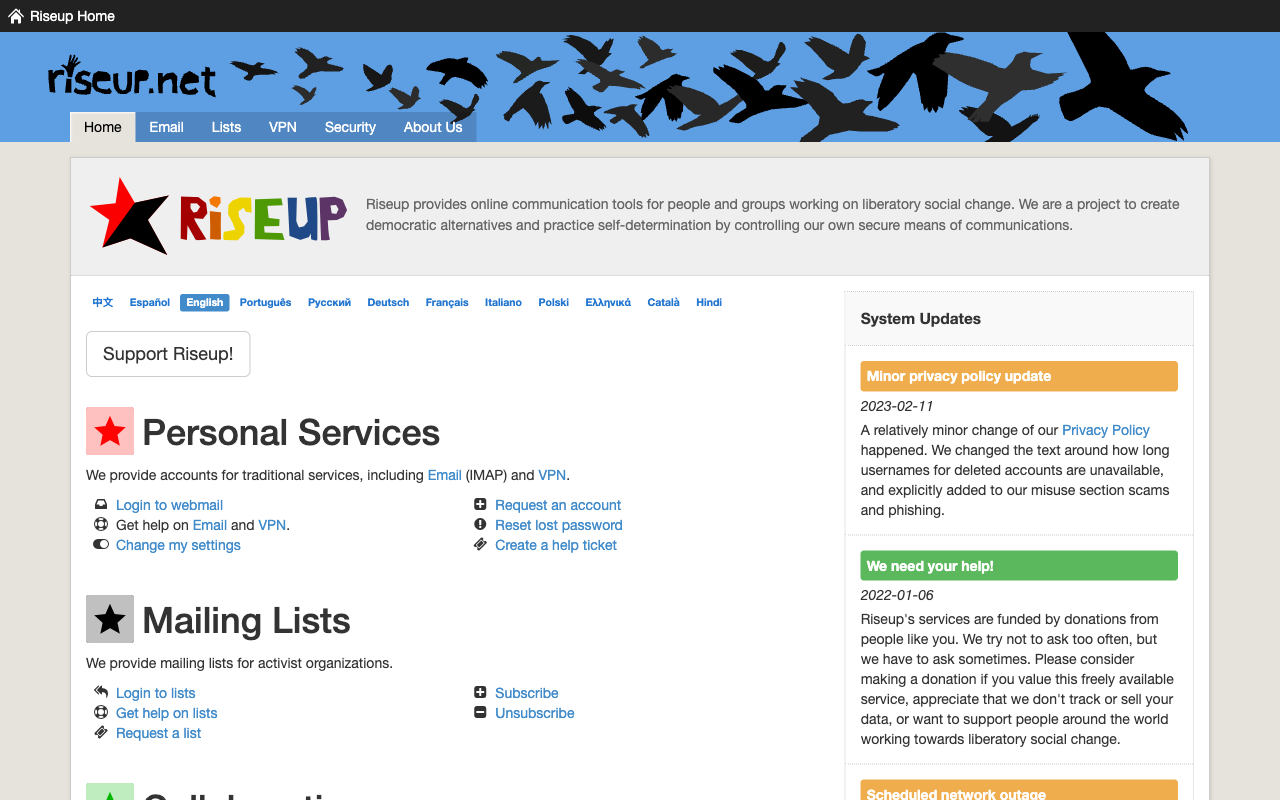 Riseup Home
riseup.net
Home Email Lists VPN Security About Us
RiSEUP
Riseup provides online communication tools for people and groups working on liberatory social change. We are a project to create
democratic alternatives and practice self-determination by controlling our own secure means of communications.
中文 Español English Português Русский Deutsch Français Italiano Polski Ελληνικά Català Hindi
Support Riseup!
Personal Services
We provide accounts for traditional services, including Email (IMAP) and VPN.
Login to webmail
Get help on Email and VPN.
Change my settings
Request an account
Reset lost password
Create a help ticket
Mailing Lists
We provide mailing lists for activist organizations.
Login to lists
Get help on lists
Request a list
Subscribe
Unsubscribe
System Updates
Minor privacy policy update
2023-02-11
A relatively minor change of our Privacy Policy
happened. We changed the text around how long
usernames for deleted accounts are unavailable,
and explicitly added to our misuse section scams
and phishing.
We need your help!
2022-01-06
Riseup's services are funded by donations from
people like you. We try not to ask too often, but
we have to ask sometimes. Please consider
making a donation if you value this freely available
service, appreciate that we don't track or sell your
data, or want to support people around the world
working towards liberatory social change.
Scheduled network outage